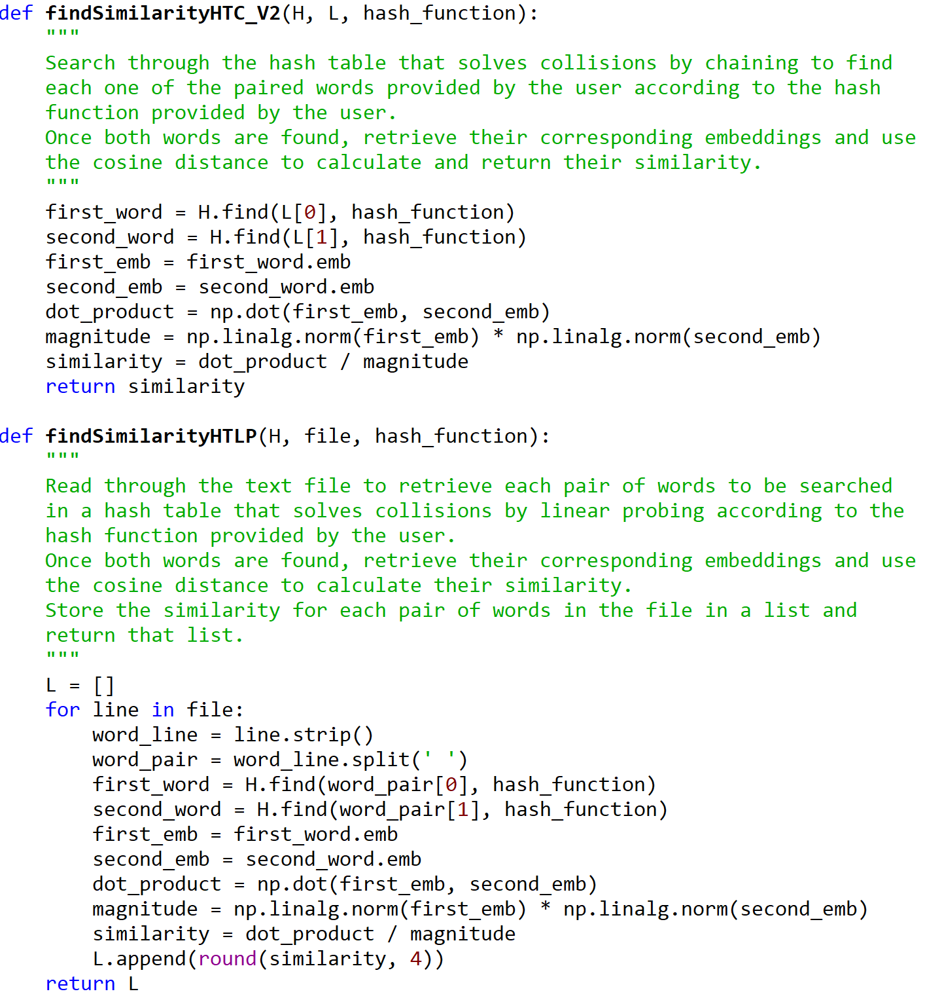 def findSimilarityHTC_V2(H, L, hash_function):
    """
    Search through the hash table that solves collisions by chaining to find
    each one of the paired words provided by the user according to the hash
    function provided by the user.
    Once both words are found, retrieve their corresponding embeddings and use
    the cosine distance to calculate and return their similarity.
    """
    first_word = H.find(L[0], hash_function)
    second_word = H.find(L[1], hash_function)
    first_emb = first_word.emb
    second_emb = second_word.emb
    dot_product = np.dot(first_emb, second_emb)
    magnitude = np.linalg.norm(first_emb) * np.linalg.norm(second_emb)
    similarity = dot_product / magnitude
    return similarity

def findSimilarityHTLP(H, file, hash_function):
    """
    Read through the text file to retrieve each pair of words to be searched
    in a hash table that solves collisions by linear probing according to the
    hash function provided by the user.
    Once both words are found, retrieve their corresponding embeddings and use
    the cosine distance to calculate their similarity.
    Store the similarity for each pair of words in the file in a list and
    return that list.
    """
    L = []
    for line in file:
        word_line = line.strip()
        word_pair = word_line.split(' ')
        first_word = H.find(word_pair[0], hash_function)
        second_word = H.find(word_pair[1], hash_function)
        first_emb = first_word.emb
        second_emb = second_word.emb
        dot_product = np.dot(first_emb, second_emb)
        magnitude = np.linalg.norm(first_emb) * np.linalg.norm(second_emb)
        similarity = dot_product / magnitude
        L.append(round(similarity, 4))
    return L